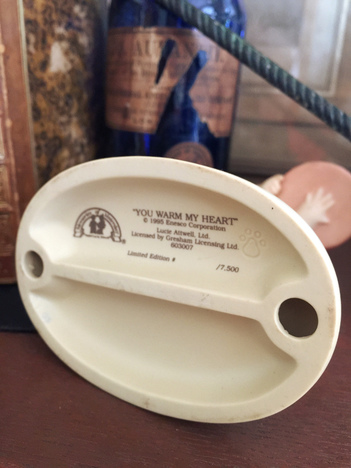 "YOU WARM MY HEART"
© 1995 Enesco Corporation
Lucie Attwell, Ltd.
Licensed by Gresham Licensing Ltd.
603007
Limited Edition # /7,500